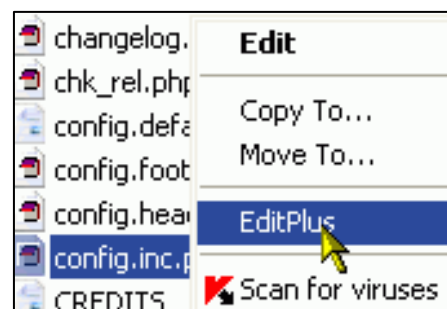 changelog.
chk_rel.php
config.defa
config.foot
config.hea
config.inc.p
CREDITS
Edit
Copy To...
Move To...
EditPlus
Scan for viruses